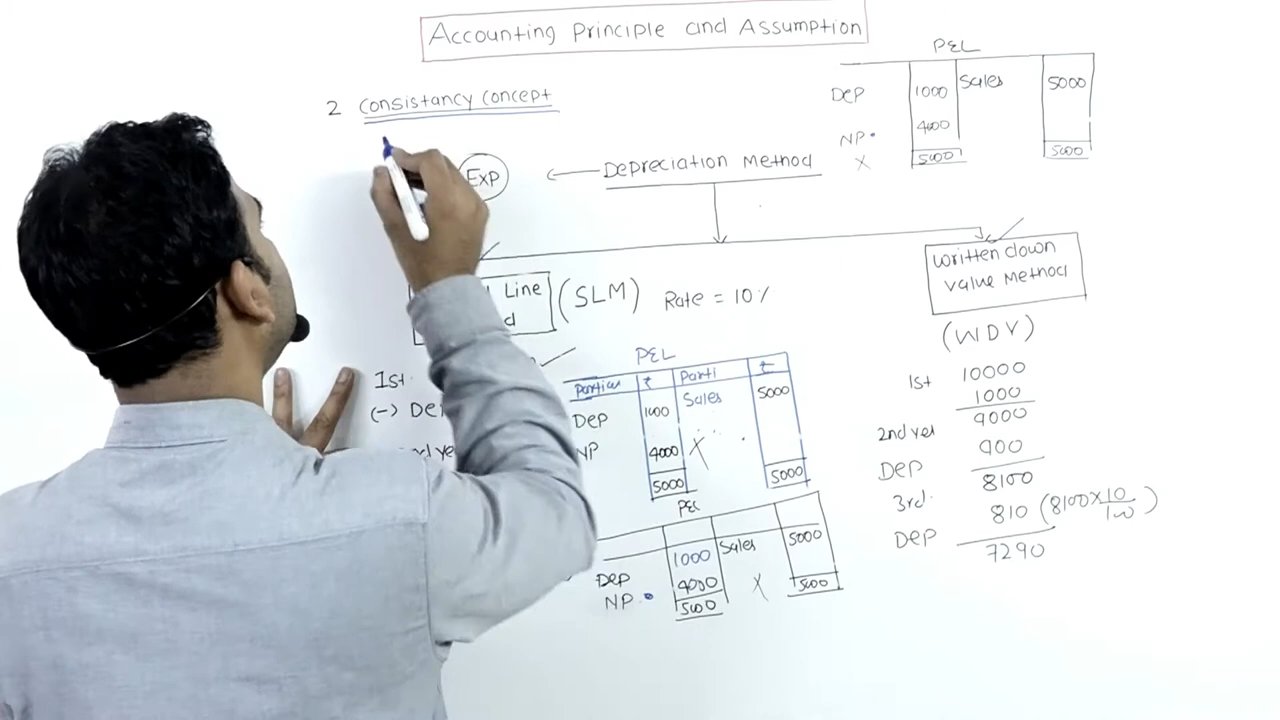 Accounting Principle and Assumption
2 Consistancy Concept
P&L
Dep 1000 Sales 5000
4000
NP
X 5000 5000
Exp ← Depreciation Method
Line
(SLM) Rate = 10%
written down
value Method
(WDV)
1st 10000
1000
9000
2nd yer
900
Dep 8100
3rd. 810 (8100×10/100)
Dep
7290
1st.
(-) De
P&L
₹ Parti ₹
Dep 1000 Sales 5000
NP 4000 X
5000 5000
P&L
Dep 1000 Sales 5000
NP 4000 X
5000 5000